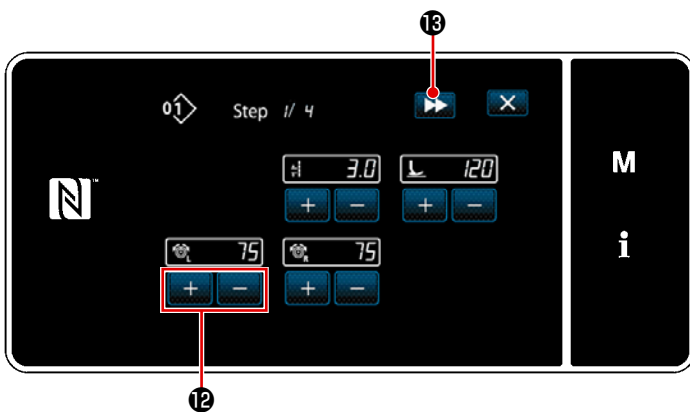 ⓭
01 Step 1/ 4
3.0 120
+ − + −
M
L 75 R 75
+ − + −
i
⓬